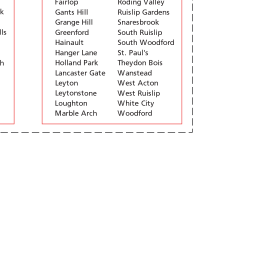 Fairlop
Gants Hill
Grange Hill
Greenford
Hainault
Hanger Lane
Holland Park
Lancaster Gate
Leyton
Leytonstone
Loughton
Marble Arch
Roding Valley
Ruislip Gardens
Snaresbrook
South Ruislip
South Woodford
St. Paul's
Theydon Bois
Wanstead
West Acton
West Ruislip
White City
Woodford